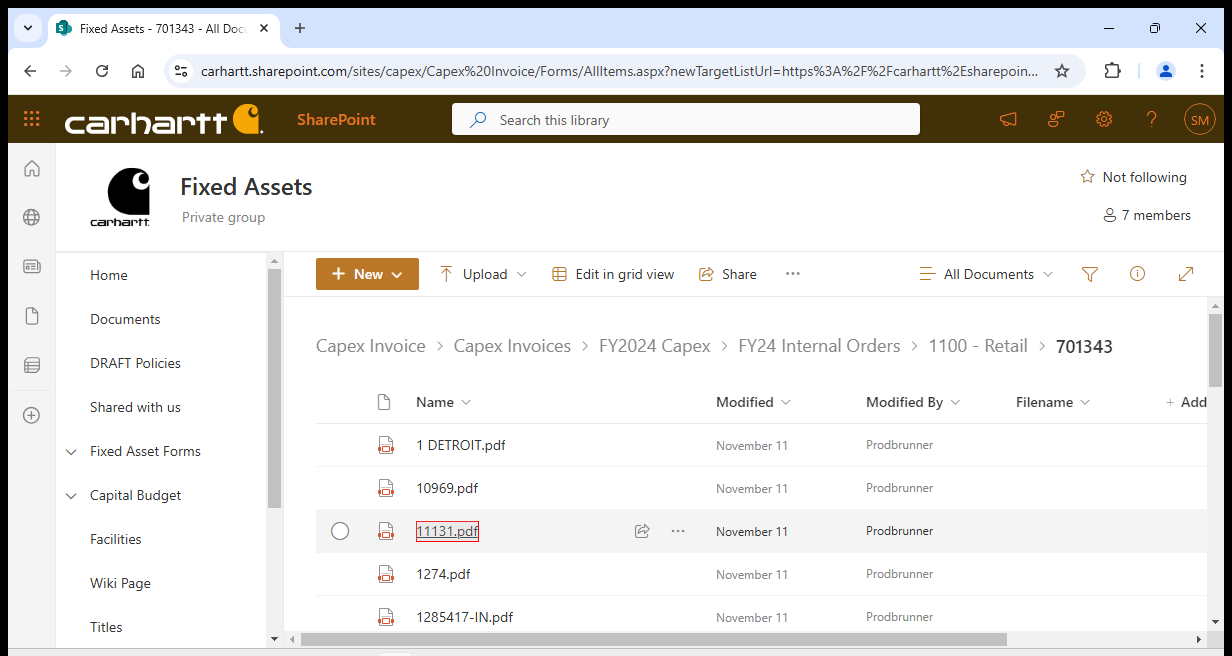 Fixed Assets - 701343 - All Doc
carhartt.sharepoint.com/sites/capex/Capex%20Invoice/Forms/AllItems.aspx?newTargetListUrl=https%3A%2F%2Fcarhartt%2Esharepoin...
carhartt
SharePoint
Search this library
SM
carhartt
Fixed Assets
Private group
Not following
7 members
Home
Documents
DRAFT Policies
Shared with us
Fixed Asset Forms
Capital Budget
Facilities
Wiki Page
Titles
+ New
Upload
Edit in grid view
Share
...
All Documents
Capex Invoice > Capex Invoices > FY2024 Capex > FY24 Internal Orders > 1100 - Retail > 701343
Name Modified Modified By Filename + Add
1 DETROIT.pdf November 11 Prodbrunner
10969.pdf November 11 Prodbrunner
11131.pdf ... November 11 Prodbrunner
1274.pdf November 11 Prodbrunner
1285417-IN.pdf November 11 Prodbrunner